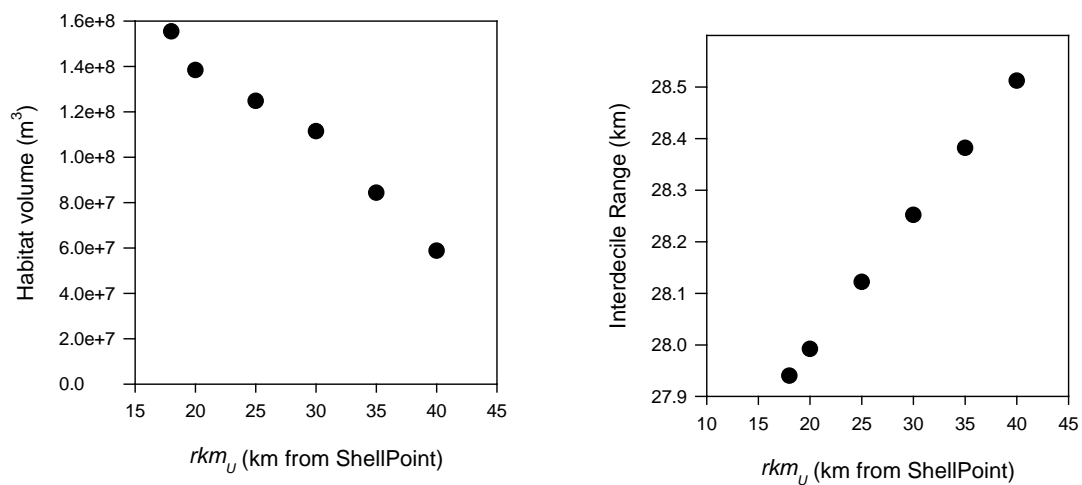 Habitat volume (m³)
1.6e+8
1.4e+8
1.2e+8
1.0e+8
8.0e+7
6.0e+7
4.0e+7
2.0e+7
0.0
15 20 25 30 35 40 45
rkm_U (km from ShellPoint)
Interdecile Range (km)
28.5
28.4
28.3
28.2
28.1
28.0
27.9
10 15 20 25 30 35 40 45
rkm_U (km from ShellPoint)